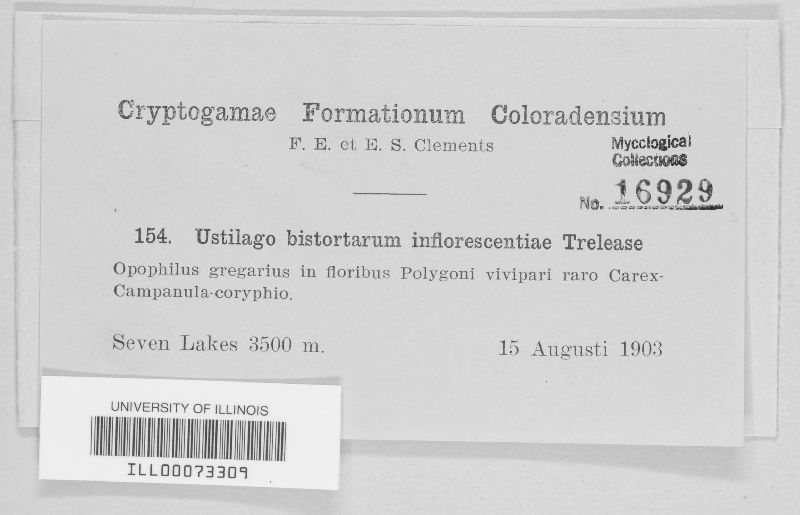 Cryptogamae Formationum Coloradensium
F. E. et E. S. Clements
Mycological
Collections
No. 16929
154. Ustilago bistortarum inflorescentiae Trelease
Opophilus gregarius in floribus Polygoni vivipari raro Carex-
Campanula-coryphio.
Seven Lakes 3500 m. 15 Augusti 1903
UNIVERSITY OF ILLINOIS
ILL00073309